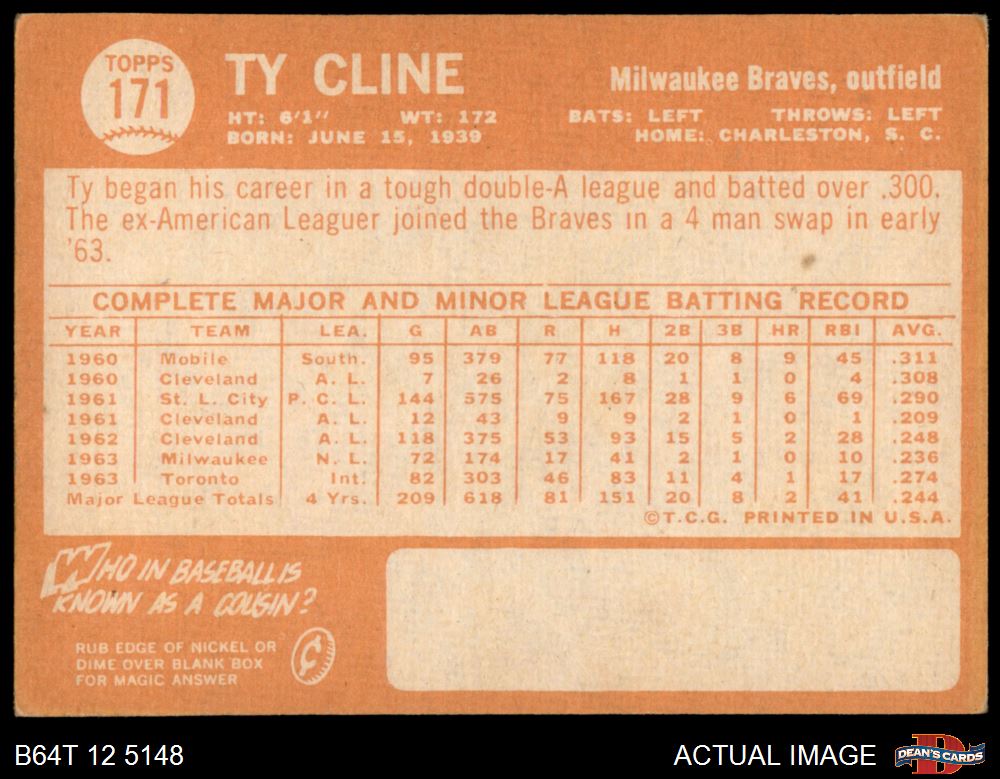 TOPPS
171
TY CLINE
Milwaukee Braves, outfield
HT: 6'1" WT: 172 BATS: LEFT THROWS: LEFT
BORN: JUNE 15, 1939 HOME: CHARLESTON, S. C.
Ty began his career in a tough double-A league and batted over .300.
The ex-American Leaguer joined the Braves in a 4 man swap in early
'63.
COMPLETE MAJOR AND MINOR LEAGUE BATTING RECORD
YEAR TEAM LEA. G AB R H 2B 3B HR RBI AVG.
1960 Mobile South. 95 379 77 118 20 8 9 45 .311
1960 Cleveland A. L. 7 26 2 8 1 1 0 4 .308
1961 St. L. City P. C. L. 144 575 75 167 28 9 6 69 .290
1961 Cleveland A. L. 12 43 9 9 2 1 0 1 .209
1962 Cleveland A. L. 118 375 53 93 15 5 2 28 .248
1963 Milwaukee N. L. 72 174 17 41 2 1 0 10 .236
1963 Toronto Int. 82 303 46 83 11 4 1 17 .274
Major League Totals 4 Yrs. 209 618 81 151 20 8 2 41 .244
©T.C.G. PRINTED IN U.S.A.
WHO IN BASEBALL IS
KNOWN AS A COUSIN?
RUB EDGE OF NICKEL OR
DIME OVER BLANK BOX
FOR MAGIC ANSWER
B64T 12 5148
ACTUAL IMAGE
DEAN'S CARDS